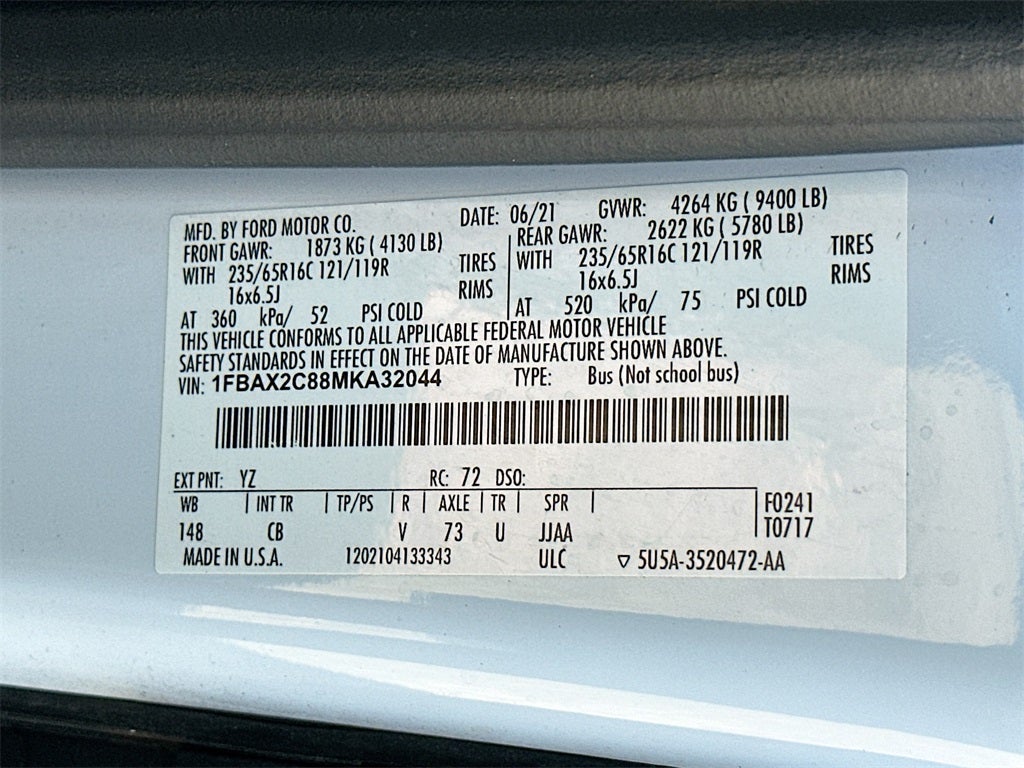 MFD. BY FORD MOTOR CO. DATE: 06/21 GVWR: 4264 KG ( 9400 LB)
FRONT GAWR: 1873 KG ( 4130 LB) REAR GAWR: 2622 KG ( 5780 LB)
WITH 235/65R16C 121/119R TIRES WITH 235/65R16C 121/119R TIRES
16x6.5J RIMS 16x6.5J RIMS
AT 360 kPa/ 52 PSI COLD AT 520 kPa/ 75 PSI COLD
THIS VEHICLE CONFORMS TO ALL APPLICABLE FEDERAL MOTOR VEHICLE
SAFETY STANDARDS IN EFFECT ON THE DATE OF MANUFACTURE SHOWN ABOVE.
VIN: 1FBAX2C88MKA32044 TYPE: Bus (Not school bus)
EXT PNT: YZ RC: 72 DSO:
WB | INT TR | TP/PS | R | AXLE | TR | SPR | F0241
148 CB V 73 U JJAA T0717
MADE IN U.S.A. 1202104133343 ULC ▽ 5U5A-3520472-AA